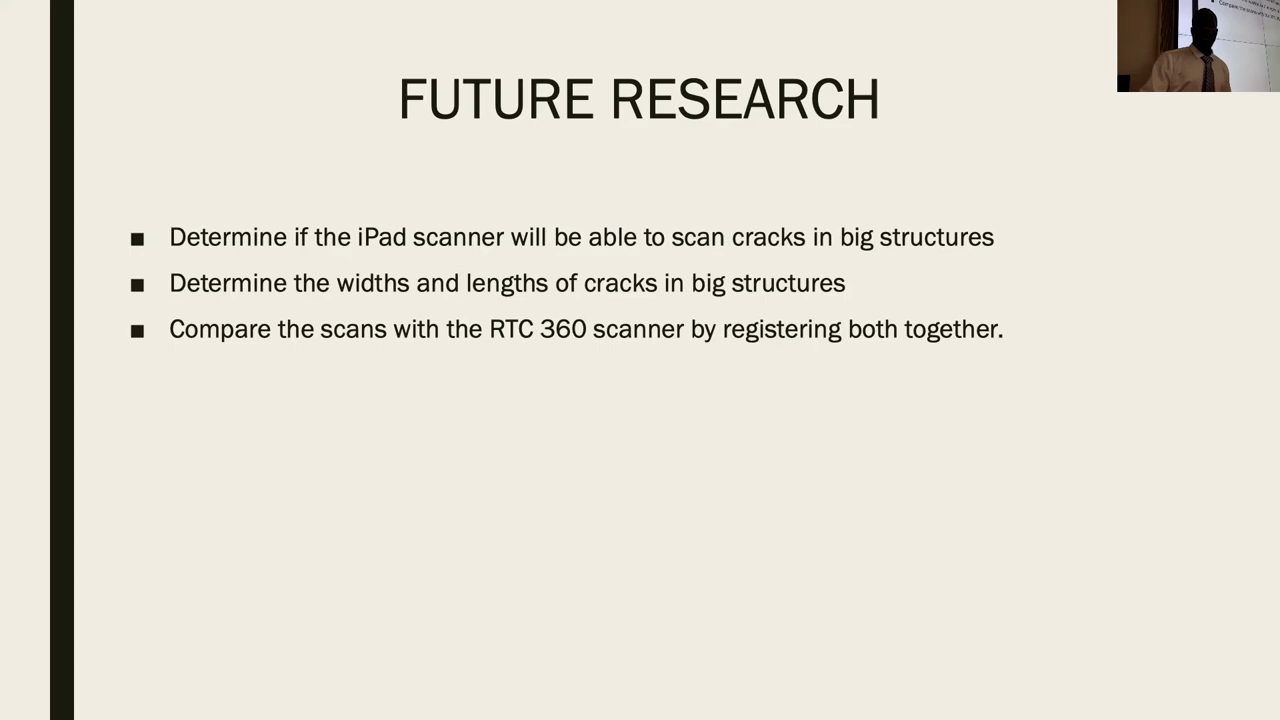 FUTURE RESEARCH
■ Determine if the iPad scanner will be able to scan cracks in big structures
■ Determine the widths and lengths of cracks in big structures
■ Compare the scans with the RTC 360 scanner by registering both together.